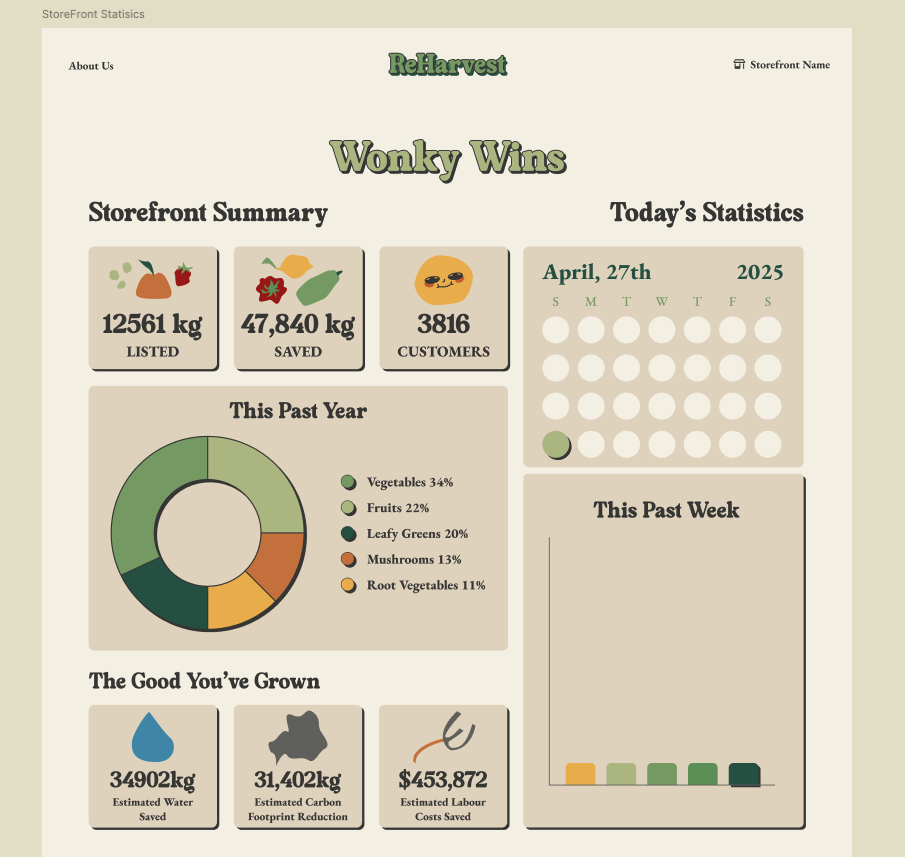 StoreFront Statisics
About Us
ReHarvest
Storefront Name
Wonky Wins
Storefront Summary
Today's Statistics
12561 kg
LISTED
47,840 kg
SAVED
3816
CUSTOMERS
April, 27th
2025
S M T W T F S
This Past Year
Vegetables 34%
Fruits 22%
Leafy Greens 20%
Mushrooms 13%
Root Vegetables 11%
This Past Week
The Good You've Grown
34902kg
Estimated Water
Saved
31,402kg
Estimated Carbon
Footprint Reduction
$453,872
Estimated Labour
Costs Saved